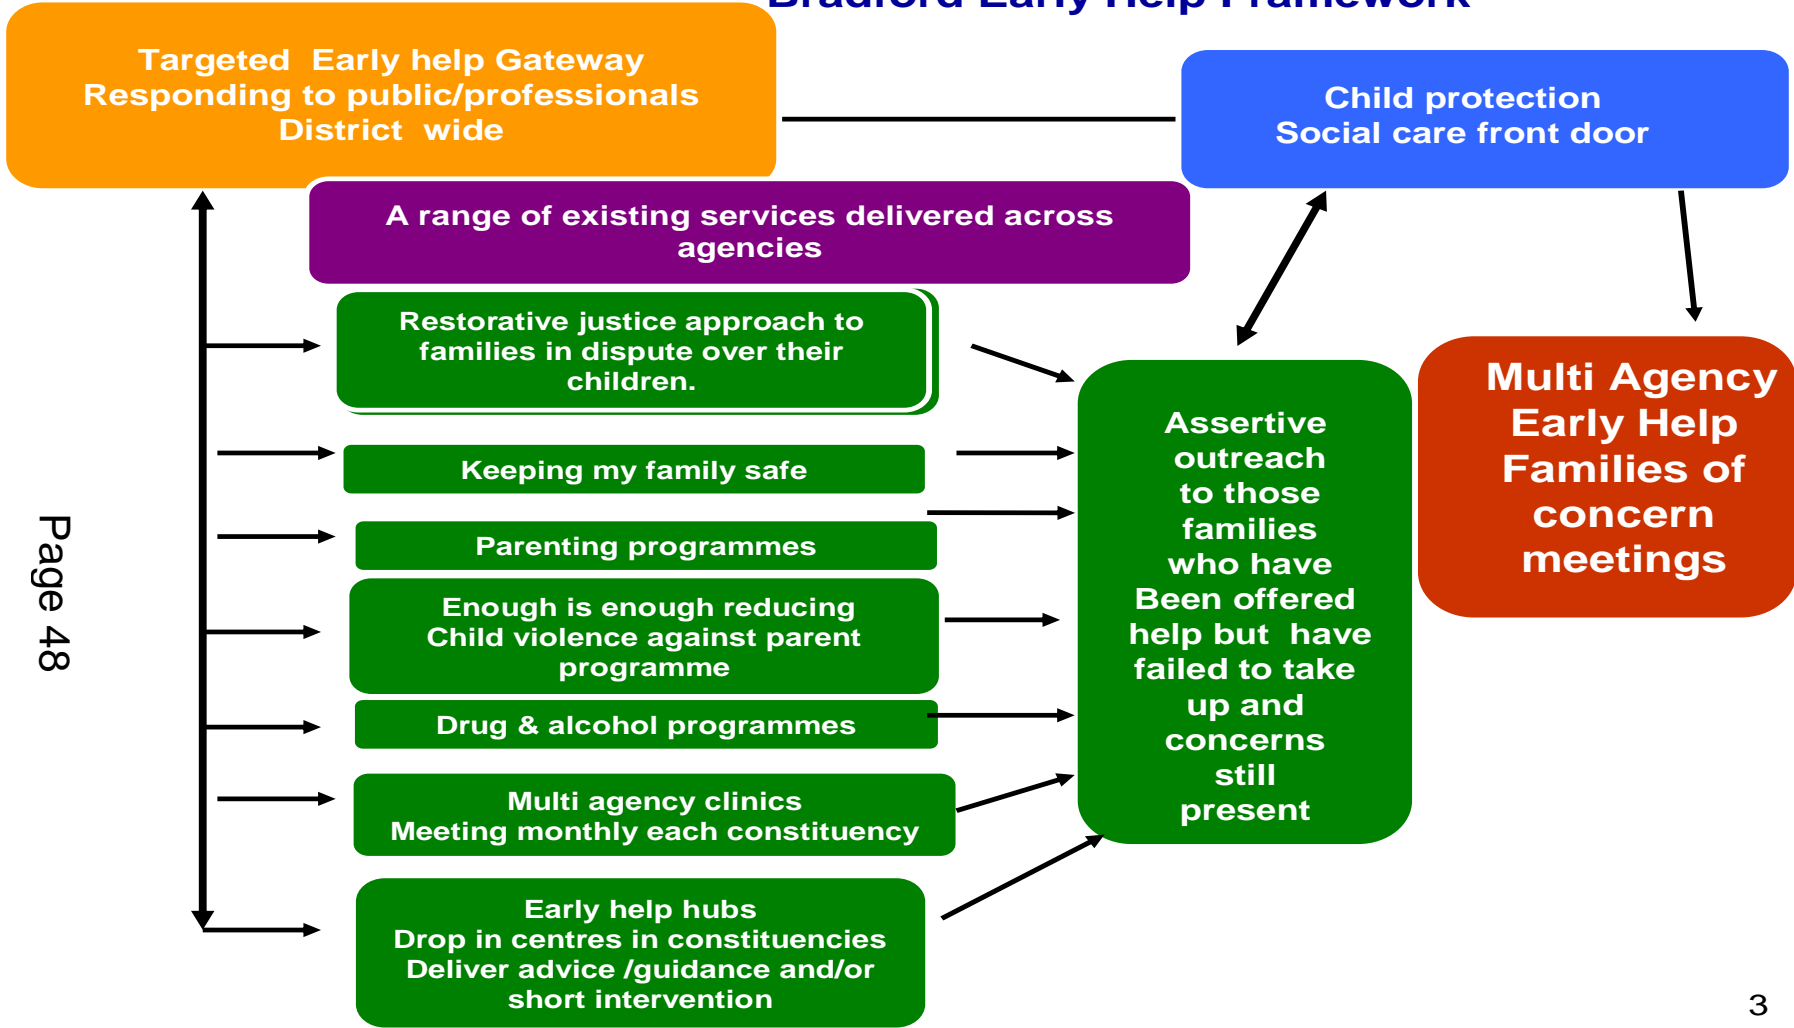 Bradford Early Help Framework
Targeted Early help Gateway
Responding to public/professionals
District wide
Child protection
Social care front door
A range of existing services delivered across
agencies
Restorative justice approach to
families in dispute over their
children.
Keeping my family safe
Parenting programmes
Enough is enough reducing
Child violence against parent
programme
Drug & alcohol programmes
Multi agency clinics
Meeting monthly each constituency
Early help hubs
Drop in centres in constituencies
Deliver advice /guidance and/or
short intervention
Assertive
outreach
to those
families
who have
Been offered
help but have
failed to take
up and
concerns
still
present
Multi Agency
Early Help
Families of
concern
meetings
Page 48
3